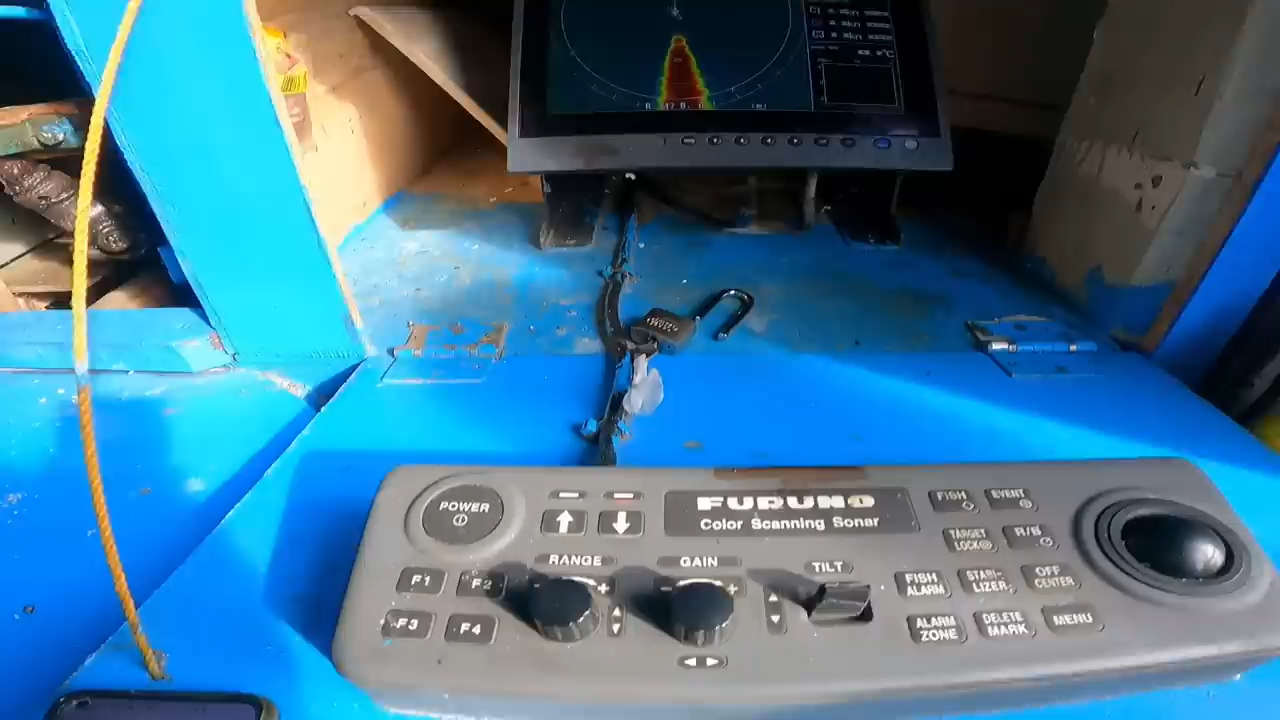 POWER
FURUNO
Color Scanning Sonar
RANGE
GAIN
TILT
F1
F2
F3
F4
FISH
EVENT
TARGET
LOCK
R/B
FISH
ALARM
STABI-
LIZER
OFF
CENTER
ALARM
ZONE
DELETE
MARK
MENU